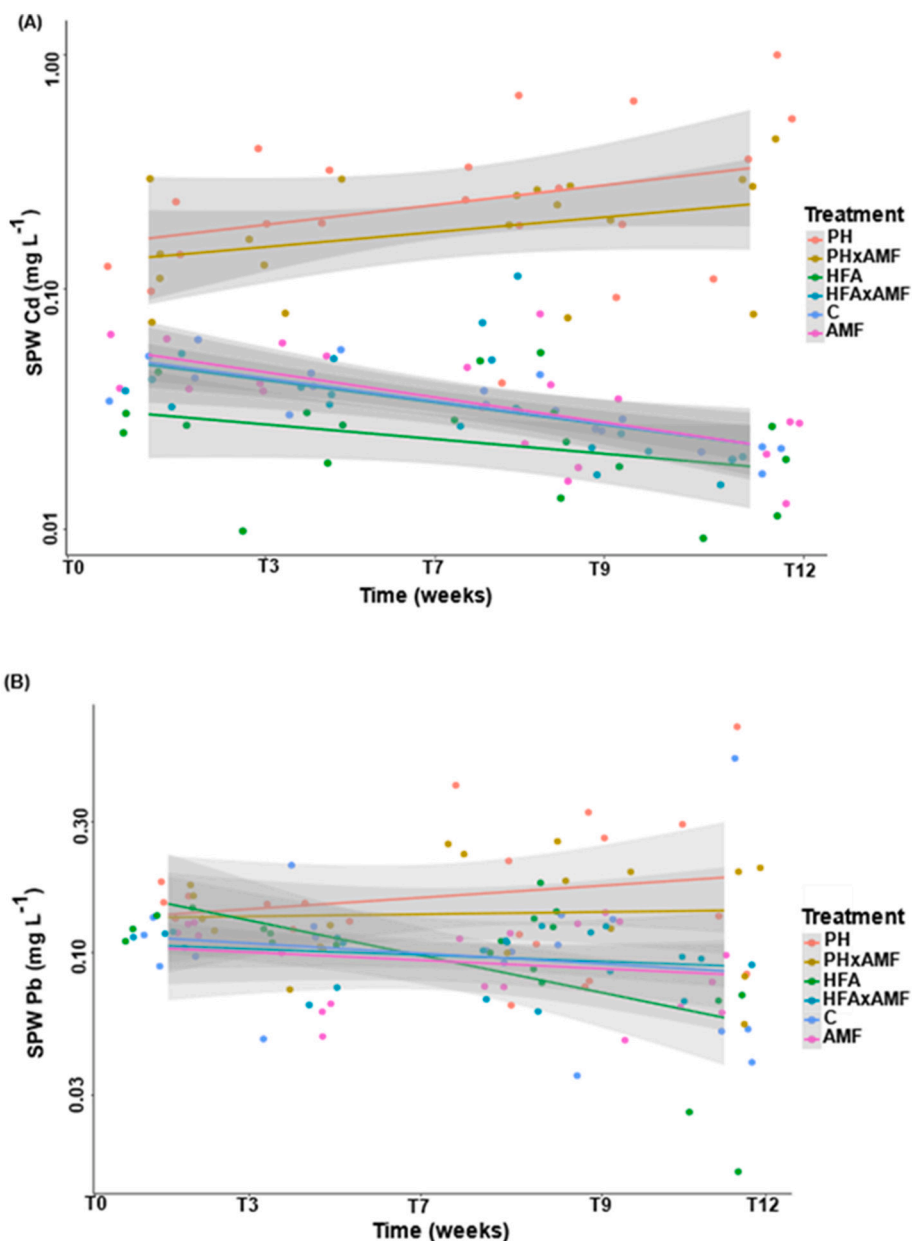 (A)
SPW Cd (mg L⁻¹)
1.00
0.10
0.01
T0 T3 T7 T9 T12
Time (weeks)
Treatment
PH
PHxAMF
HFA
HFAxAMF
C
AMF
(B)
SPW Pb (mg L⁻¹)
0.30
0.10
0.03
T0 T3 T7 T9 T12
Time (weeks)
Treatment
PH
PHxAMF
HFA
HFAxAMF
C
AMF